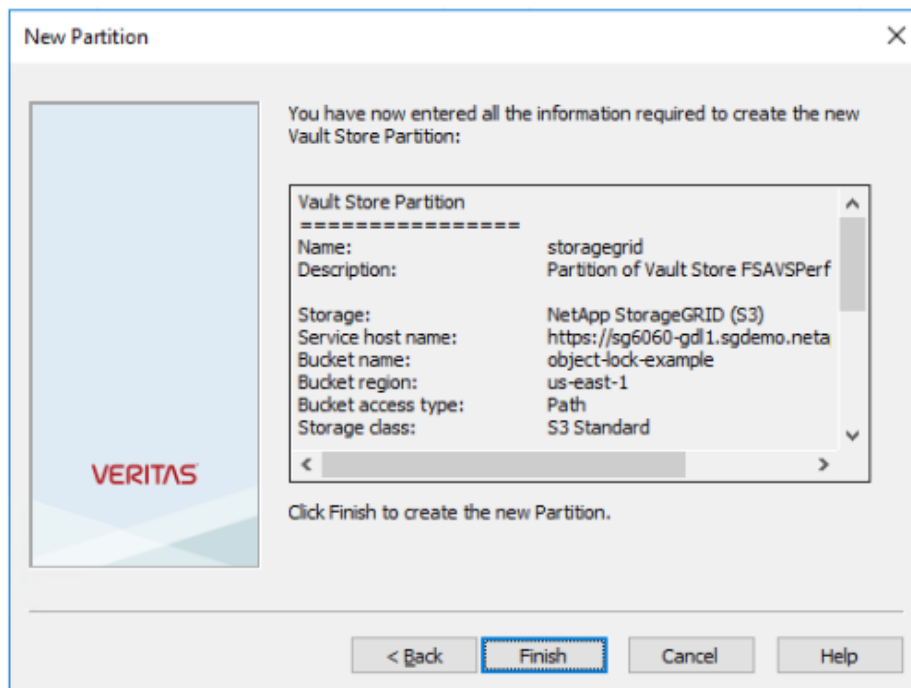 New Partition
You have now entered all the information required to create the new
Vault Store Partition:
Vault Store Partition
================
Name: storagegrid
Description: Partition of Vault Store FSAVSPerf
Storage: NetApp StorageGRID (S3)
Service host name: https://sg6060-gdl1.sgdemo.neta
Bucket name: object-lock-example
Bucket region: us-east-1
Bucket access type: Path
Storage class: S3 Standard
VERITAS
Click Finish to create the new Partition.
< Back Finish Cancel Help